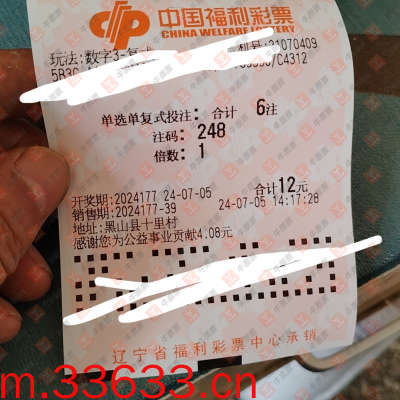 中国福利彩票
CHINA WELFARE LOTTERY
玩法:数字3-复式
21070409
C4312
单选单复式投注: 合计 6注
注码: 248
倍数: 1
开奖期:2024177 24-07-05 合计12元
销售期:2024177-39 24-07-05 14:17:28
地址:黑山县十里村
感谢您为公益事业贡献4.08元
辽宁省福利彩票中心承销
m.33633.cn